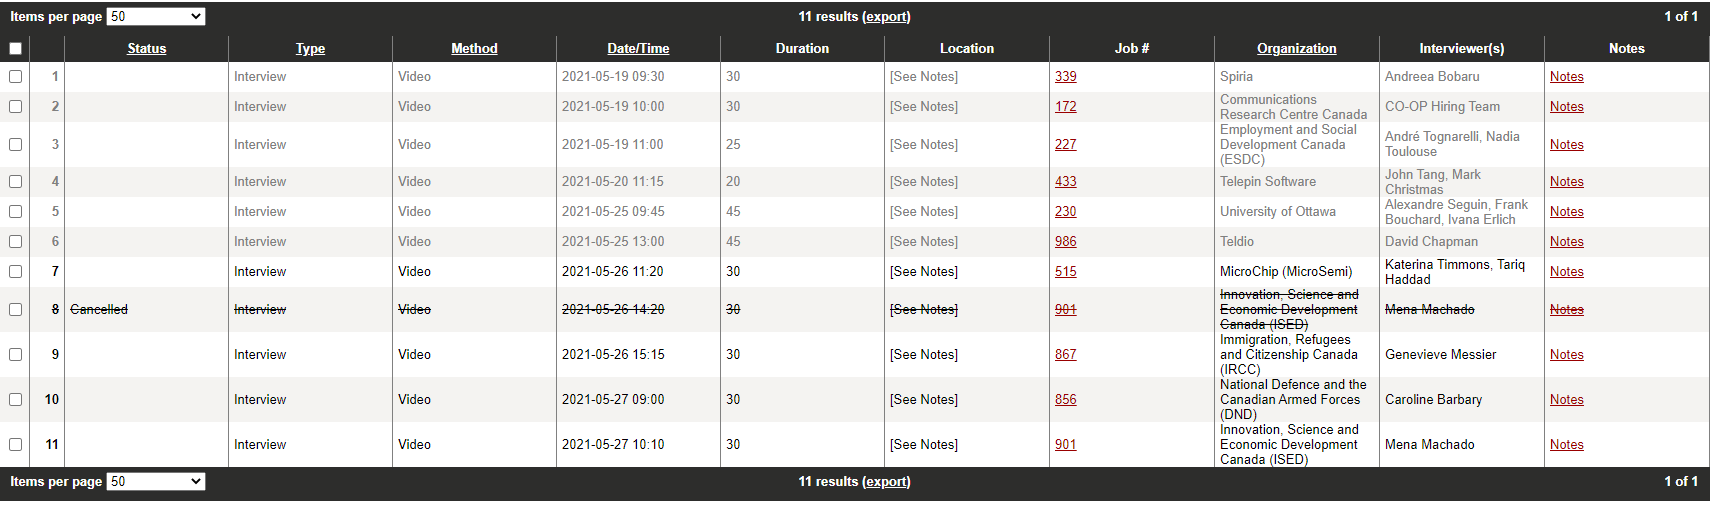 Items per page 50 11 results (export) 1 of 1
Status Type Method Date/Time Duration Location Job # Organization Interviewer(s) Notes
1 Interview Video 2021-05-19 09:30 30 [See Notes] 339 Spiria Andreea Bobaru Notes
2 Interview Video 2021-05-19 10:00 30 [See Notes] 172 Communications
Research Centre Canada CO-OP Hiring Team Notes
3 Interview Video 2021-05-19 11:00 25 [See Notes] 227 Employment and Social
Development Canada
(ESDC) André Tognarelli, Nadia
Toulouse Notes
4 Interview Video 2021-05-20 11:15 20 [See Notes] 433 Telepin Software John Tang, Mark
Christmas Notes
5 Interview Video 2021-05-25 09:45 45 [See Notes] 230 University of Ottawa Alexandre Seguin, Frank
Bouchard, Ivana Erlich Notes
6 Interview Video 2021-05-25 13:00 45 [See Notes] 986 Teldio David Chapman Notes
7 Interview Video 2021-05-26 11:20 30 [See Notes] 515 MicroChip (MicroSemi) Katerina Timmons, Tariq
Haddad Notes
8 Cancelled Interview Video 2021-05-26 14:20 30 [See Notes] 901 Innovation, Science and
Economic Development
Canada (ISED) Mena Machado Notes
9 Interview Video 2021-05-26 15:15 30 [See Notes] 867 Immigration, Refugees
and Citizenship Canada
(IRCC) Genevieve Messier Notes
10 Interview Video 2021-05-27 09:00 30 [See Notes] 856 National Defence and the
Canadian Armed Forces
(DND) Caroline Barbary Notes
11 Interview Video 2021-05-27 10:10 30 [See Notes] 901 Innovation, Science and
Economic Development
Canada (ISED) Mena Machado Notes
Items per page 50 11 results (export) 1 of 1